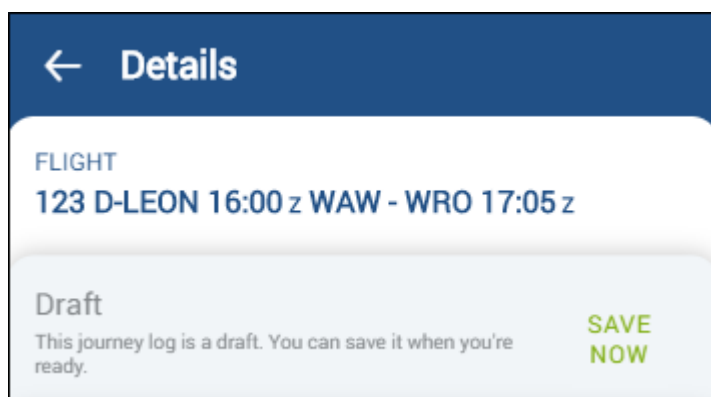 Details
FLIGHT
123 D-LEON 16:00 z WAW - WRO 17:05 z
Draft
This journey log is a draft. You can save it when you're
ready.
SAVE
NOW